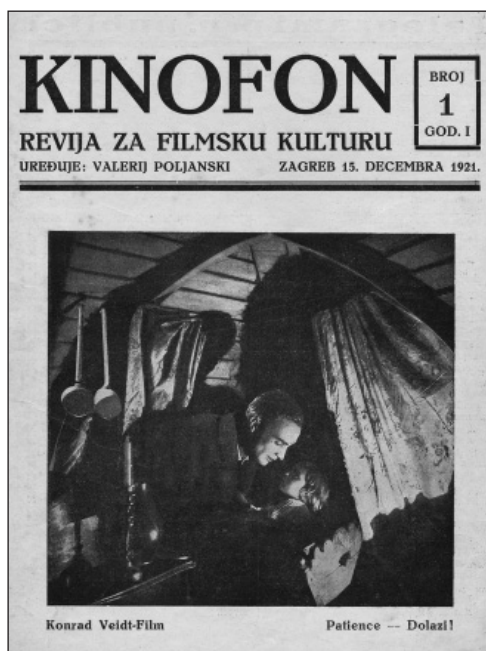 KINOFON
BROJ
1
GOD. I
REVIJA ZA FILMSKU KULTURU
UREĐUJE: VALERIJ POLJANSKI ZAGREB 15. DECEMBRA 1921.
Konrad Veidt-Film Patience — Dolazi!